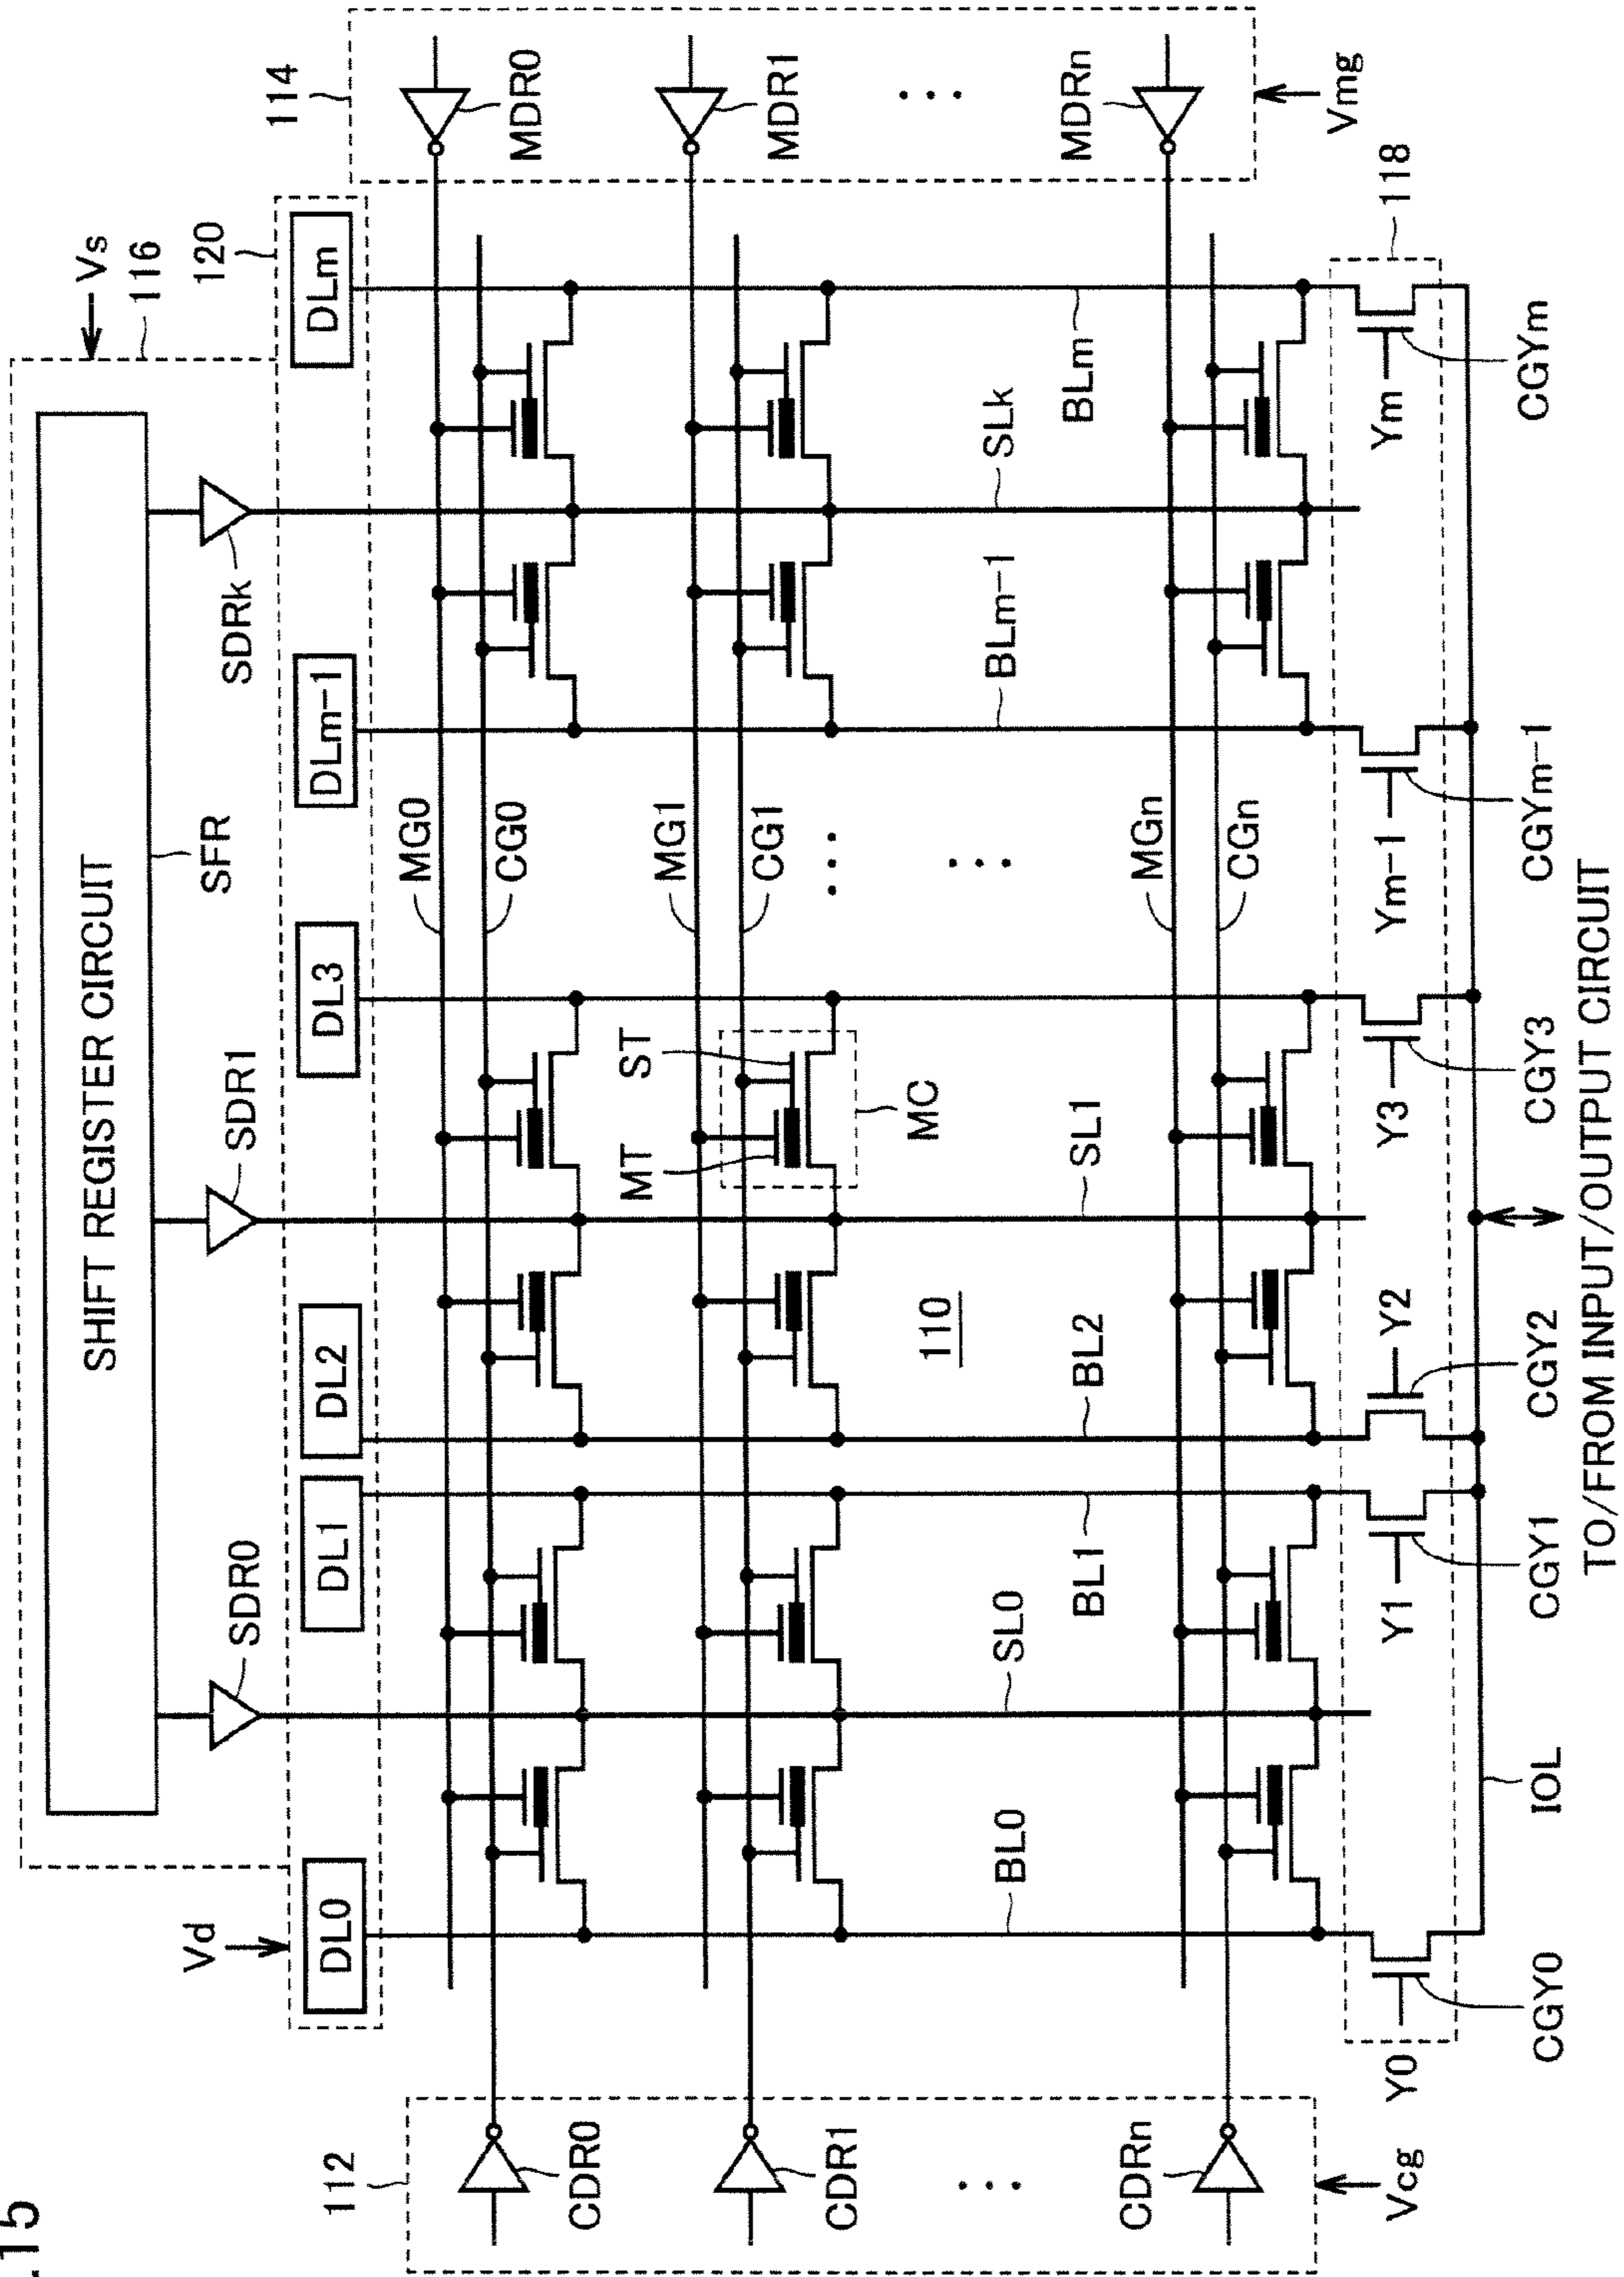 .15
SHIFT REGISTER CIRCUIT
SFR
Vs
116
SDR0
SDR1
SDRk
120
Vd
DL0
DL1
DL2
DL3
DLm-1
DLm
114
MDR0
MDR1
...
MDRn
Vmg
112
CDR0
CDR1
...
CDRn
Vcg
MG0
CG0
MG1
CG1
...
...
MGn
CGn
MT
ST
MC
110
BL0
SL0
BL1
BL2
SL1
BLm-1
SLk
BLm
118
Y0
Y1
Y2
Y3
Ym-1
Ym
CGY0
IOL
CGY1
CGY2
CGY3
CGYm-1
CGYm
TO/FROM INPUT/OUTPUT CIRCUIT